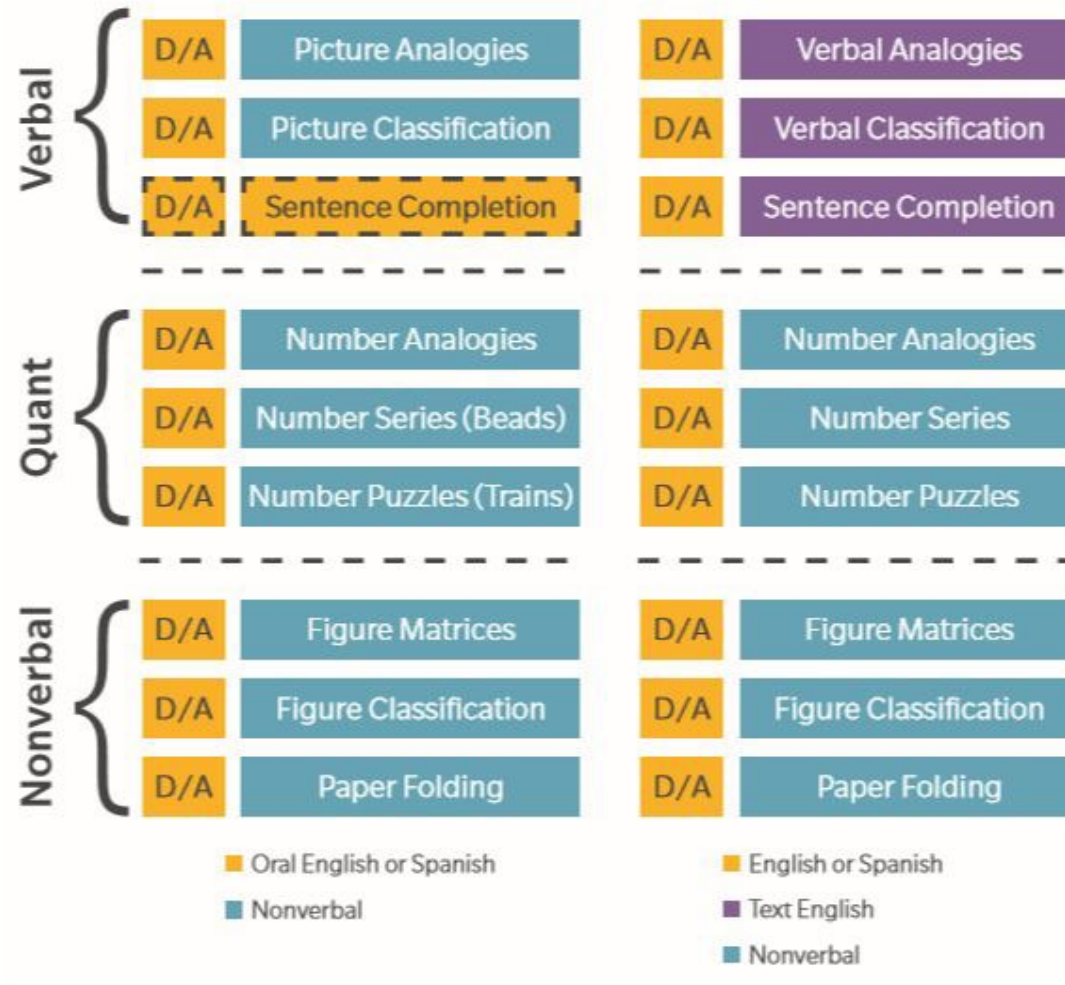 Verbal
D/A Picture Analogies
D/A Picture Classification
D/A Sentence Completion
D/A Verbal Analogies
D/A Verbal Classification
D/A Sentence Completion
Quant
D/A Number Analogies
D/A Number Series (Beads)
D/A Number Puzzles (Trains)
D/A Number Analogies
D/A Number Series
D/A Number Puzzles
Nonverbal
D/A Figure Matrices
D/A Figure Classification
D/A Paper Folding
D/A Figure Matrices
D/A Figure Classification
D/A Paper Folding
Oral English or Spanish
Nonverbal
English or Spanish
Text English
Nonverbal